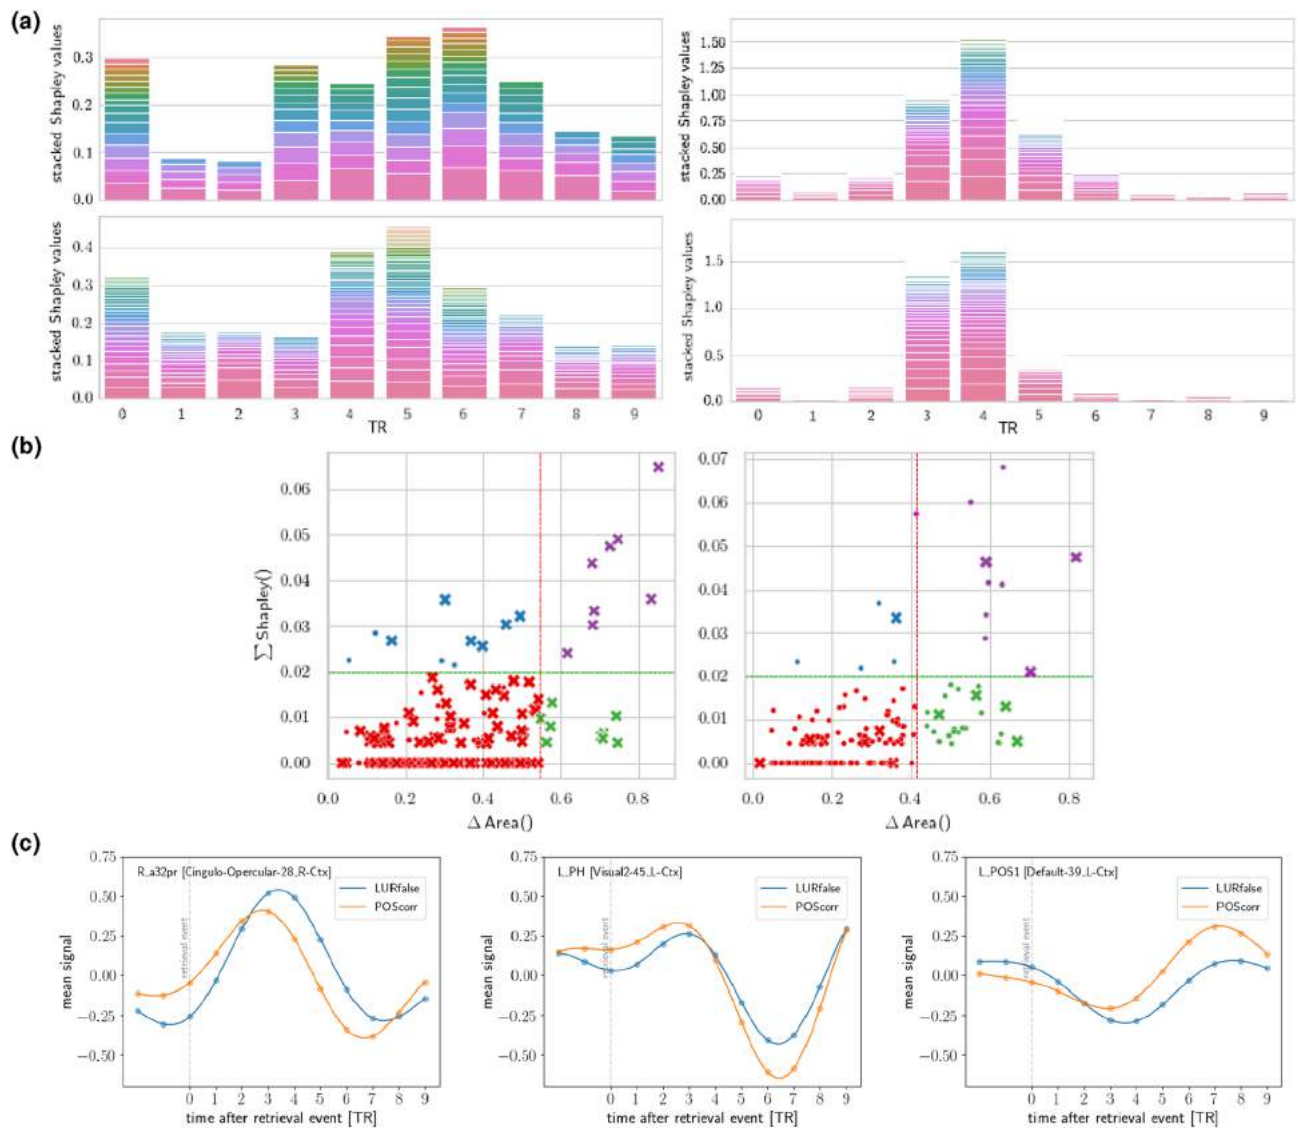 (a)
stacked Shapley values
0.3
0.2
0.1
0.0
stacked Shapley values
1.50
1.25
1.00
0.75
0.50
0.25
0.00
stacked Shapley values
0.4
0.3
0.2
0.1
0.0
0 1 2 3 4 5 6 7 8 9
TR
stacked Shapley values
1.5
1.0
0.5
0.0
0 1 2 3 4 5 6 7 8 9
TR
(b)
∑ Shapley()
0.06
0.05
0.04
0.03
0.02
0.01
0.00
0.0 0.2 0.4 0.6 0.8
Δ Area()
0.07
0.06
0.05
0.04
0.03
0.02
0.01
0.00
0.0 0.2 0.4 0.6 0.8
Δ Area()
(c)
mean signal
0.75
0.50
0.25
0.00
−0.25
−0.50
R_a32pr [Cingulo-Opercular-28_R-Ctx]
LURfalse
POScorr
retrieval event
0 1 2 3 4 5 6 7 8 9
time after retrieval event [TR]
mean signal
0.75
0.50
0.25
0.00
−0.25
−0.50
L_PH [Visual2-45_L-Ctx]
LURfalse
POScorr
retrieval event
0 1 2 3 4 5 6 7 8 9
time after retrieval event [TR]
mean signal
0.75
0.50
0.25
0.00
−0.25
−0.50
L_POS1 [Default-39_L-Ctx]
LURfalse
POScorr
retrieval event
0 1 2 3 4 5 6 7 8 9
time after retrieval event [TR]